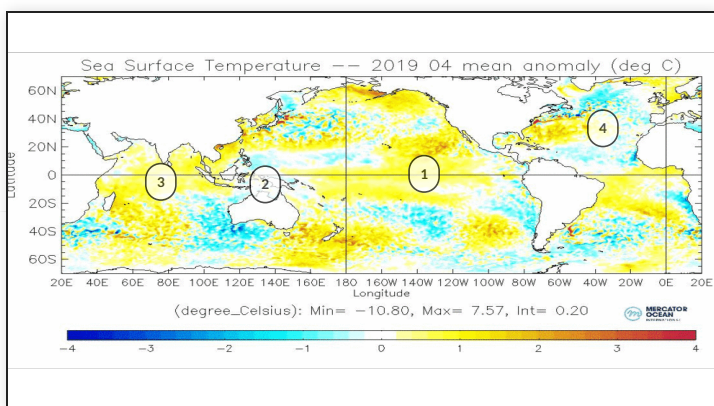 Sea Surface Temperature -- 2019 04 mean anomaly (deg C)
Latitude
60N
40N
20N
0
20S
40S
60S
1
2
3
4
20E 40E 60E 80E 100E 120E 140E 160E 180 160W 140W 120W 100W 80W 60W 40W 20W 0E 20E
Longitude
(degree_Celsius): Min= -10.80, Max= 7.57, Int= 0.20
MERCATOR
OCEAN
-4 -3 -2 -1 0 1 2 3 4